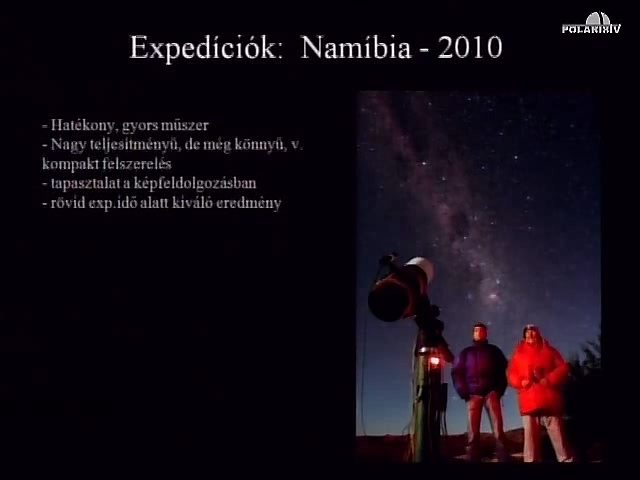 POLARIS TV
Expedíciók: Namíbia - 2010
- Hatékony, gyors műszer
- Nagy teljesítményű, de még könnyű, v.
kompakt felszerelés
- tapasztalat a képfeldolgozásban
- rövid exp.idő alatt kiváló eredmény